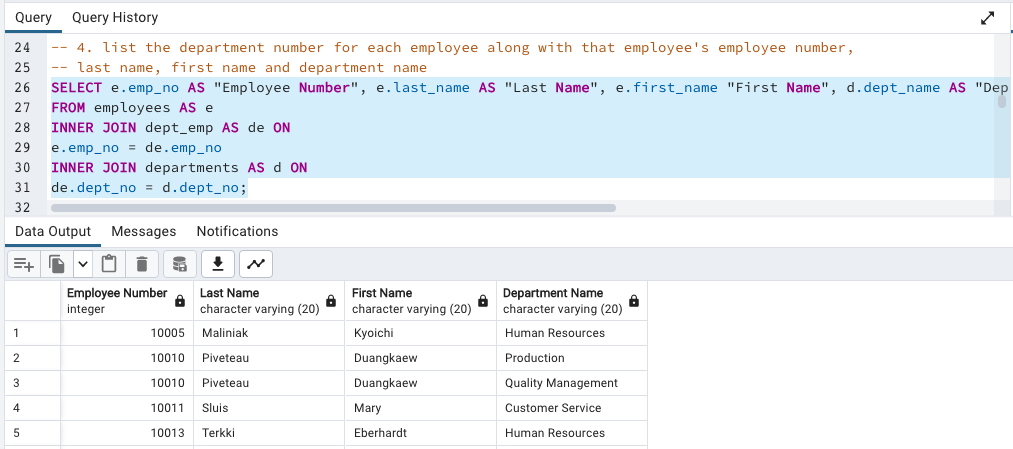 Query Query History
24 -- 4. list the department number for each employee along with that employee's employee number,
25 -- last name, first name and department name
26 SELECT e.emp_no AS "Employee Number", e.last_name AS "Last Name", e.first_name "First Name", d.dept_name AS "Dep
27 FROM employees AS e
28 INNER JOIN dept_emp AS de ON
29 e.emp_no = de.emp_no
30 INNER JOIN departments AS d ON
31 de.dept_no = d.dept_no;
32
Data Output Messages Notifications
Employee Number Last Name First Name Department Name
integer character varying (20) character varying (20) character varying (20)
1 10005 Maliniak Kyoichi Human Resources
2 10010 Piveteau Duangkaew Production
3 10010 Piveteau Duangkaew Quality Management
4 10011 Sluis Mary Customer Service
5 10013 Terkki Eberhardt Human Resources